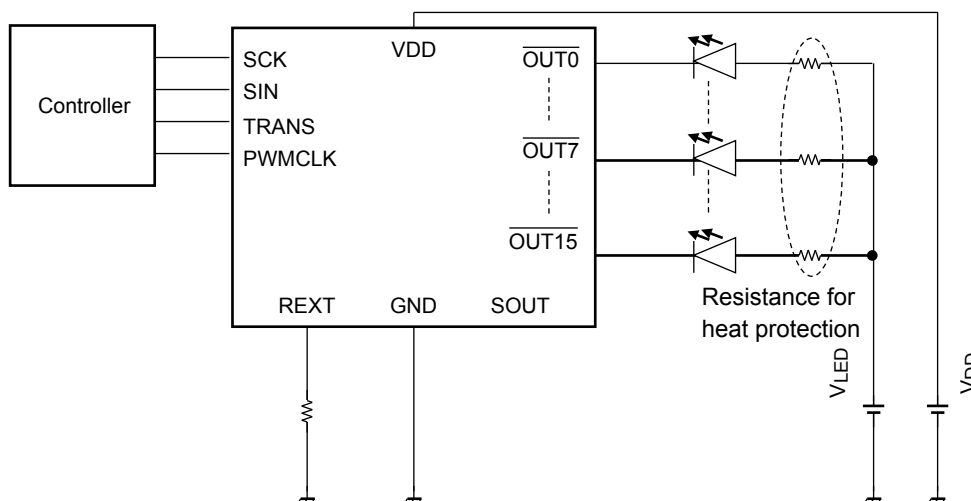 Controller
SCK
SIN
TRANS
PWMCLK
VDD
OUT0
OUT7
OUT15
REXT
GND
SOUT
Resistance for
heat protection
VLED
VDD